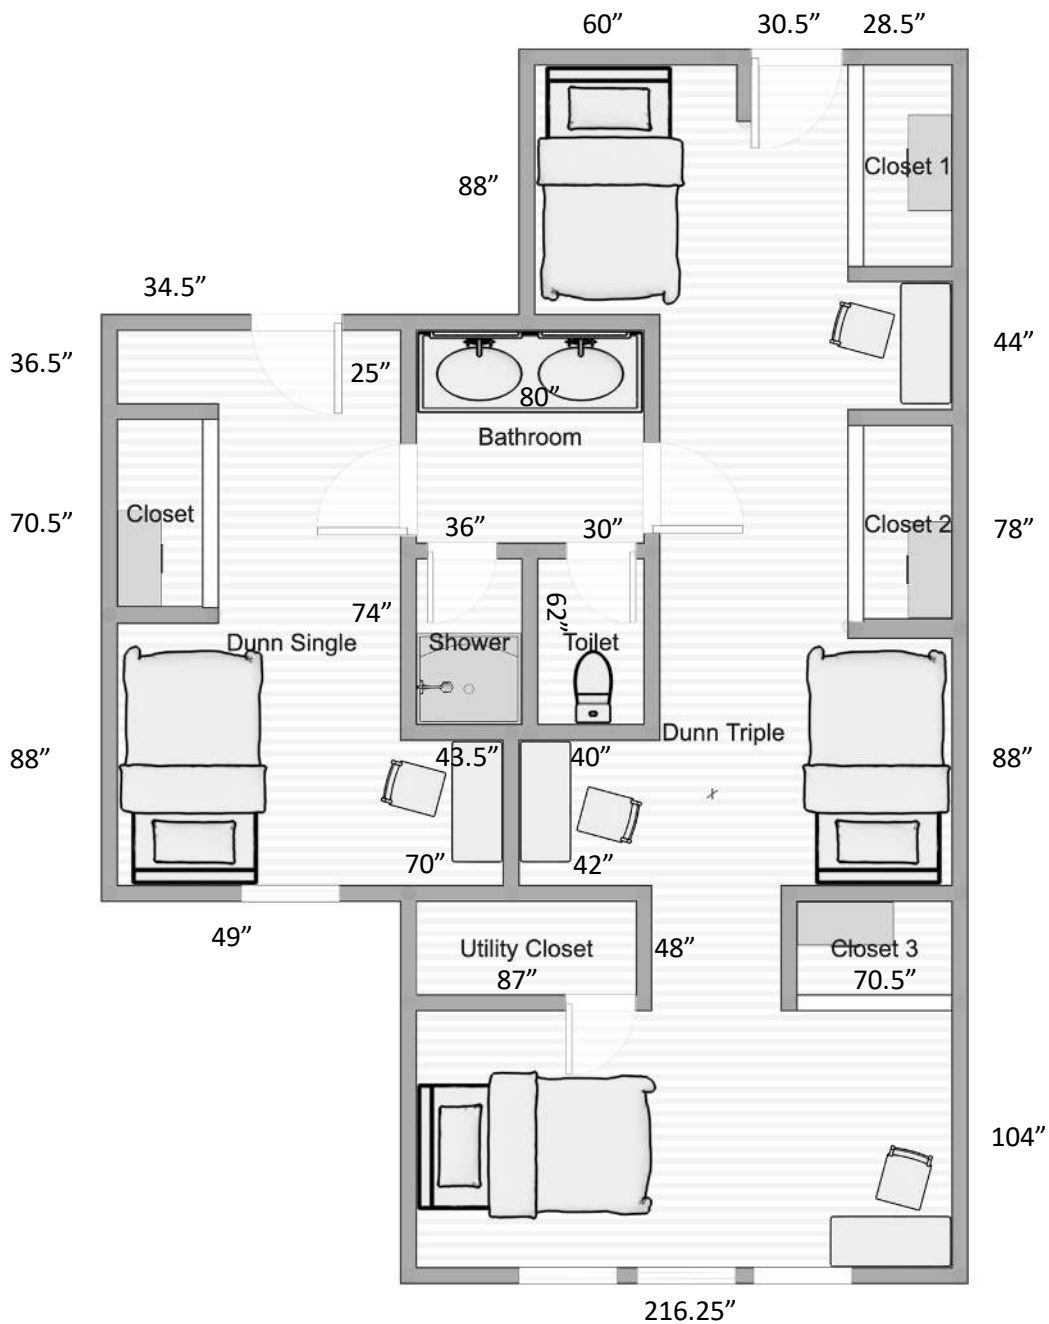 60” 30.5” 28.5”
88”
Closet 1
34.5”
36.5”
25”
44”
80”
Bathroom
70.5”
Closet
36”
30”
Closet 2
78”
74”
62”
Dunn Single
Shower
Toilet
Dunn Triple
88”
43.5”
40”
88”
70”
42”
49”
Utility Closet
48”
Closet 3
87”
70.5”
104”
216.25”